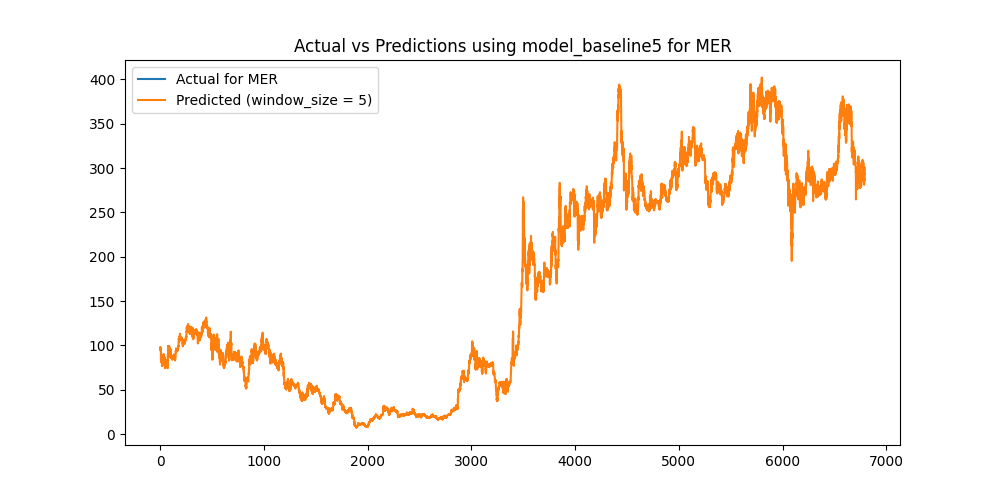 Actual vs Predictions using model_baseline5 for MER
Actual for MER
Predicted (window_size = 5)
400
350
300
250
200
150
100
50
0
0 1000 2000 3000 4000 5000 6000 7000